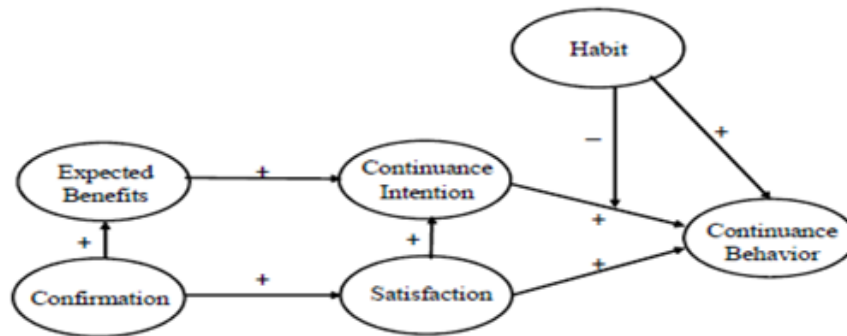 Habit
−
+
Expected
Benefits
+
Continuance
Intention
+
+
+
Continuance
Behavior
+
Confirmation
+
Satisfaction